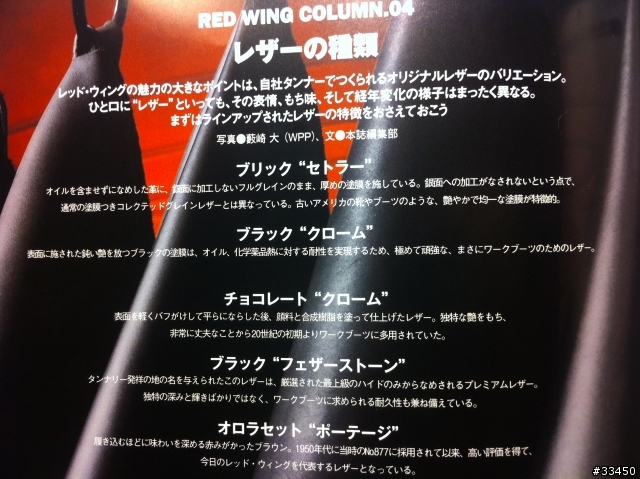 RED WING COLUMN.04
レザーの種類
レッド・ウィングの魅力の大きなポイントは、自社タンナーでつくられるオリジナルレザーのバリエーション。
ひと口に“レザー”といっても、その表情、もち味、そして経年変化の様子はまったく異なる。
まずはラインアップされたレザーの特徴をおさえておこう
写真●藪崎 大（WPP）、文●本誌編集部
ブリック“セトラー”
オイルを含ませずになめした革に、銀面に加工しないフルグレインのまま、厚めの塗膜を施している。銀面への加工がなされないという点で、
通常の塗膜つきコレクテッドグレインレザーとは異なっている。古いアメリカの靴やブーツのような、艶やかで均一な塗膜が特徴的。
ブラック“クローム”
表面に施された鈍い艶を放つブラックの塗膜は、オイル、化学薬品熱に対する耐性を実現するため、極めて頑強な、まさにワークブーツのためのレザー。
チョコレート“クローム”
表面を軽くバフがけして平らにならした後、顔料と合成樹脂を塗って仕上げたレザー。独特な艶をもち、
非常に丈夫なことから20世紀の初期よりワークブーツに多用されていた。
ブラック“フェザーストーン”
タンナリー発祥の地の名を与えられたこのレザーは、厳選された最上級のハイドのみからなめされるプレミアムレザー。
独特の深みと輝きばかりではなく、ワークブーツに求められる耐久性も兼ね備えている。
オロラセット“ポーテージ”
履き込むほどに味わいを深める赤みがかったブラウン。1950年代に当時のNo877に採用されて以来、高い評価を得て、
今日のレッド・ウィングを代表するレザーとなっている。
#33450